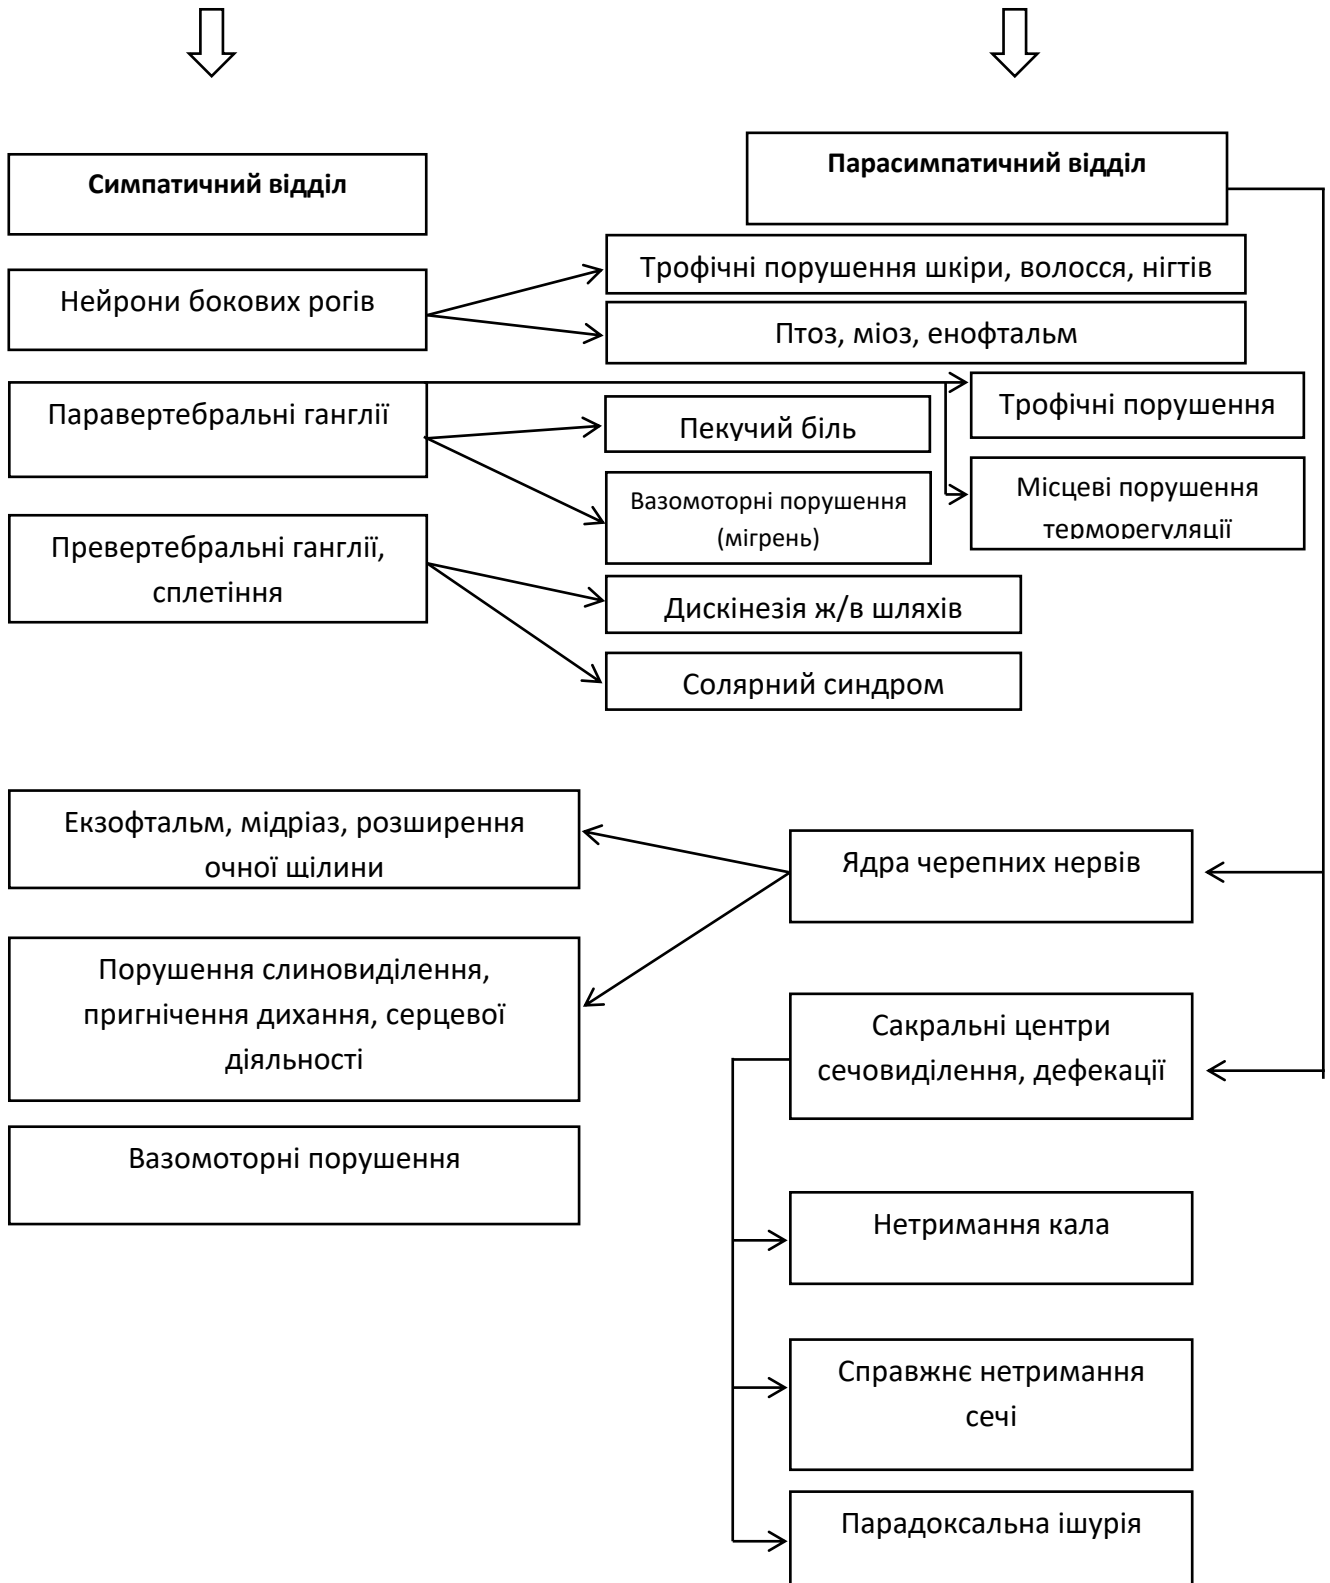 Симпатичний відділ
Парасимпатичний відділ
Нейрони бокових рогів
Трофічні порушення шкіри, волосся, нігтів
Птоз, міоз, енофтальм
Паравертебральні ганглії
Пекучий біль
Вазомоторні порушення
(мігрень)
Трофічні порушення
Місцеві порушення
терморегуляції
Превертебральні ганглії,
сплетіння
Дискінезія ж/в шляхів
Солярний синдром
Екзофтальм, мідріаз, розширення
очної щілини
Ядра черепних нервів
Порушення слиновиділення,
пригнічення дихання, серцевої
діяльності
Сакральні центри
сечовиділення, дефекації
Вазомоторні порушення
Нетримання кала
Справжнє нетримання
сечі
Парадоксальна ішурія